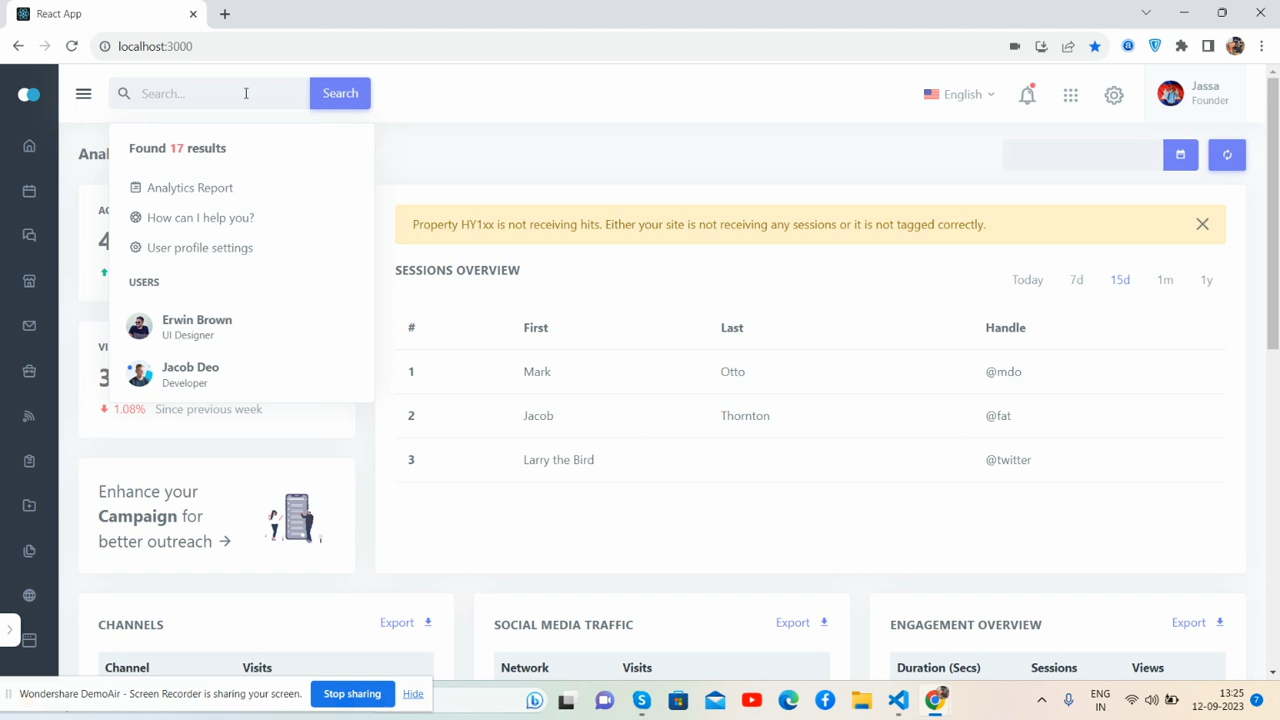 React App
localhost:3000
Search...
Search
English
Jassa
Founder
Found 17 results
Analytics Report
How can I help you?
User profile settings
USERS
Erwin Brown
UI Designer
Jacob Deo
Developer
1.08% Since previous week
Property HY1xx is not receiving hits. Either your site is not receiving any sessions or it is not tagged correctly.
SESSIONS OVERVIEW
Today 7d 15d 1m 1y
# First Last Handle
1 Mark Otto @mdo
2 Jacob Thornton @fat
3 Larry the Bird @twitter
Enhance your
Campaign for
better outreach →
CHANNELS Export
Channel Visits
SOCIAL MEDIA TRAFFIC Export
Network Visits
ENGAGEMENT OVERVIEW Export
Duration (Secs) Sessions Views
Wondershare DemoAir - Screen Recorder is sharing your screen.
Stop sharing
Hide
ENG
IN
13:25
12-09-2023
7